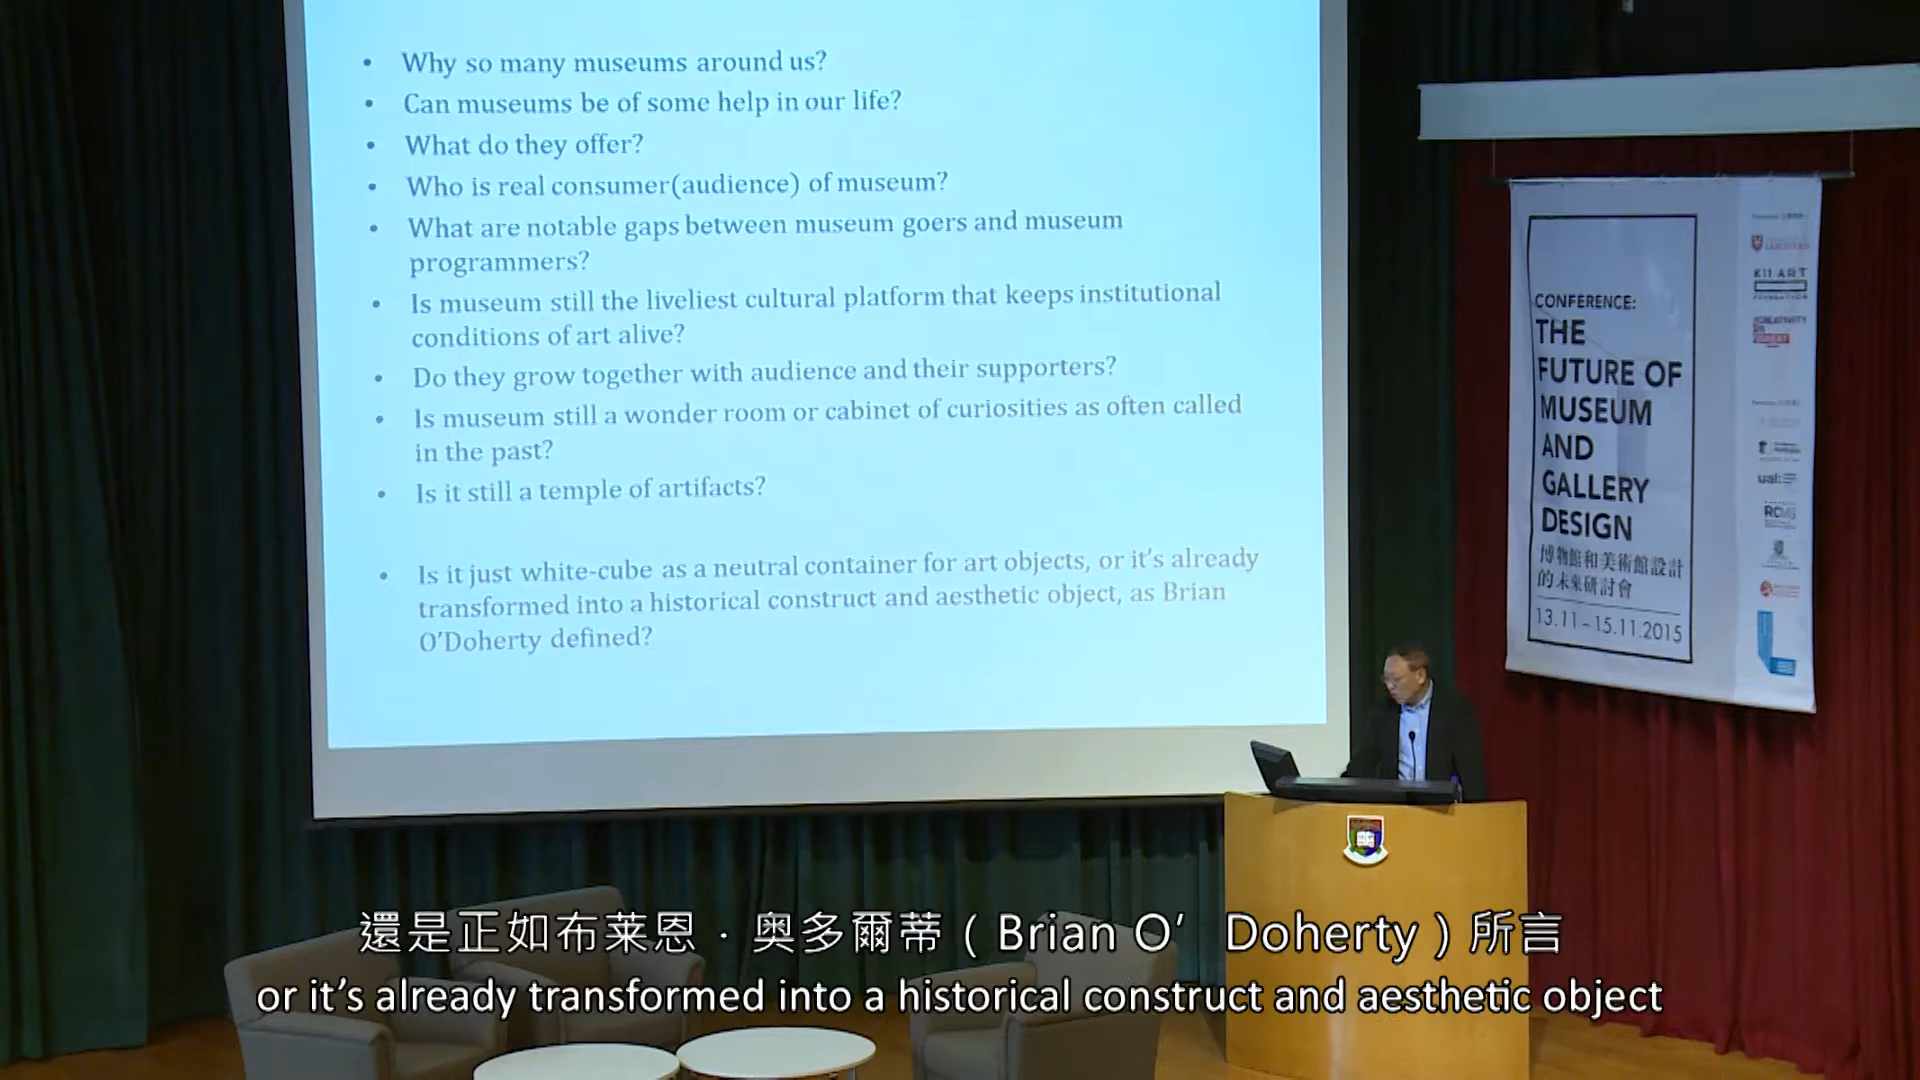 • Why so many museums around us?
• Can museums be of some help in our life?
• What do they offer?
• Who is real consumer(audience) of museum?
• What are notable gaps between museum goers and museum
programmers?
• Is museum still the liveliest cultural platform that keeps institutional
conditions of art alive?
• Do they grow together with audience and their supporters?
• Is museum still a wonder room or cabinet of curiosities as often called
in the past?
• Is it still a temple of artifacts?
• Is it just white-cube as a neutral container for art objects, or it's already
transformed into a historical construct and aesthetic object, as Brian
O'Doherty defined?
CONFERENCE:
THE
FUTURE OF
MUSEUM
AND
GALLERY
DESIGN
博物館和美術館設計
的未來研討會
13.11 – 15.11.2015
K11 ART
FOUNDATION
ual:
RCMG
還是正如布莱恩．奥多爾蒂（Brian O’Doherty）所言
or it’s already transformed into a historical construct and aesthetic object